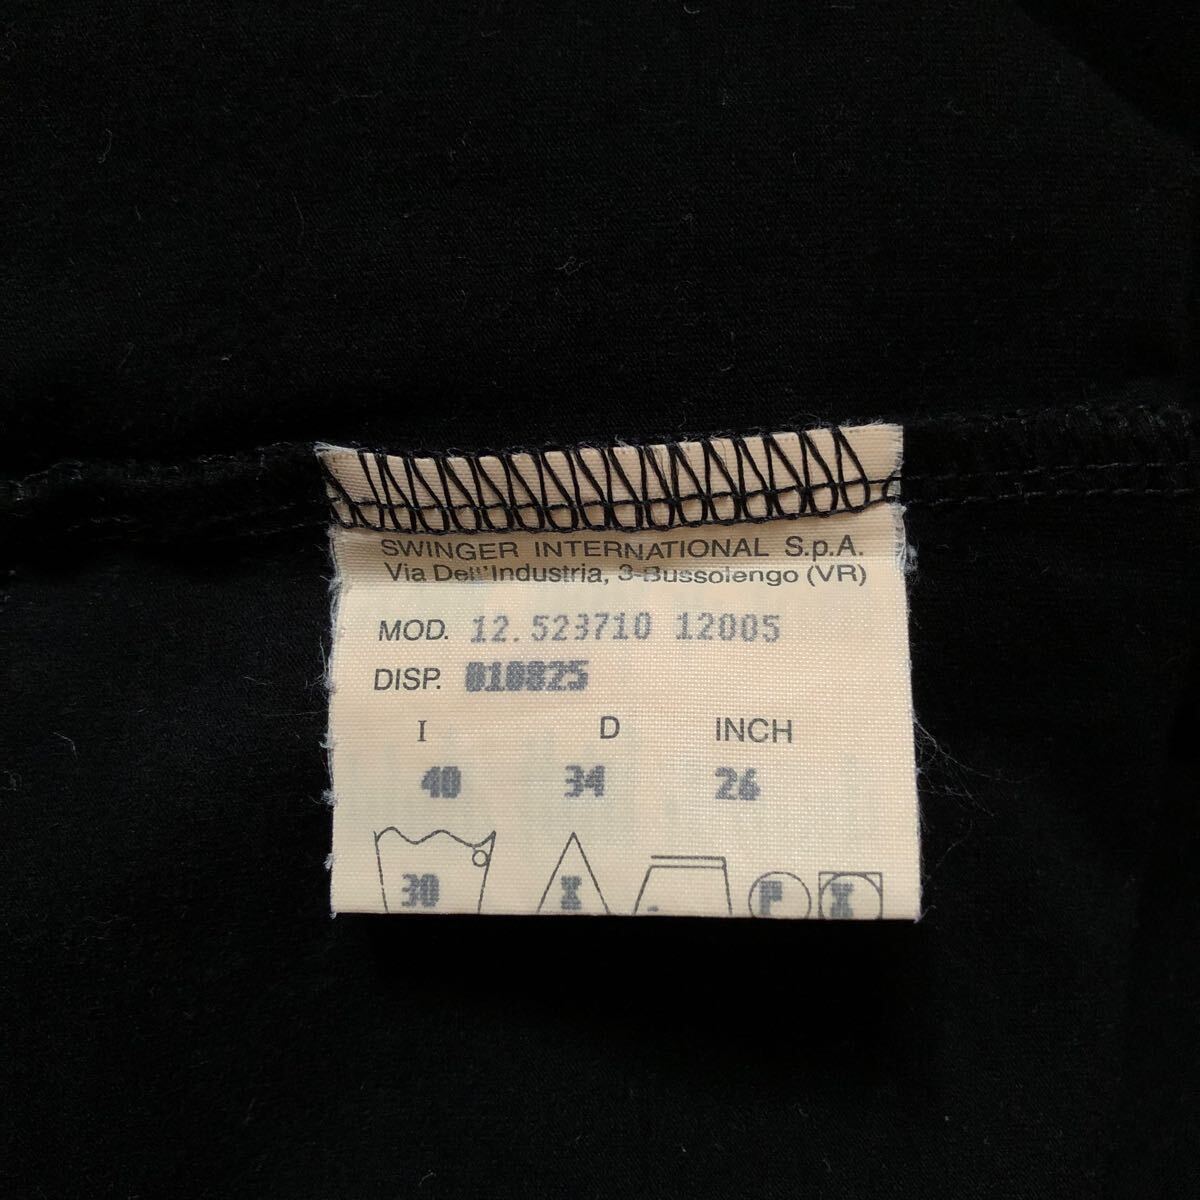 SWINGER INTERNATIONAL S.p.A.
Via Dell'Industria, 3-Bussolengo (VR)
MOD. 12.523710 12005
DISP. 010825
I D INCH
40 34 26
30 X P X